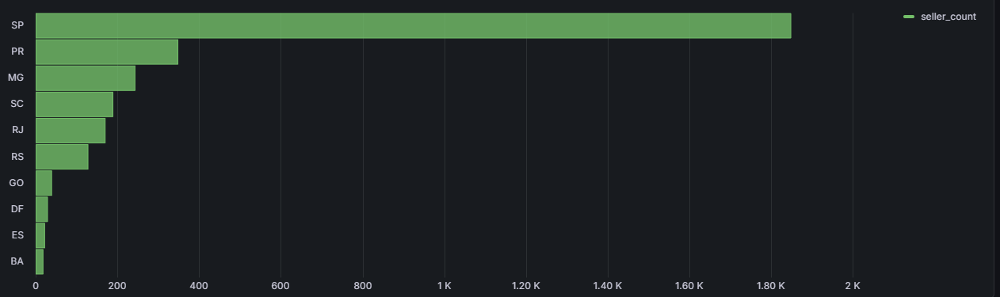 seller_count
SP
PR
MG
SC
RJ
RS
GO
DF
ES
BA
0 200 400 600 800 1 K 1.20 K 1.40 K 1.60 K 1.80 K 2 K